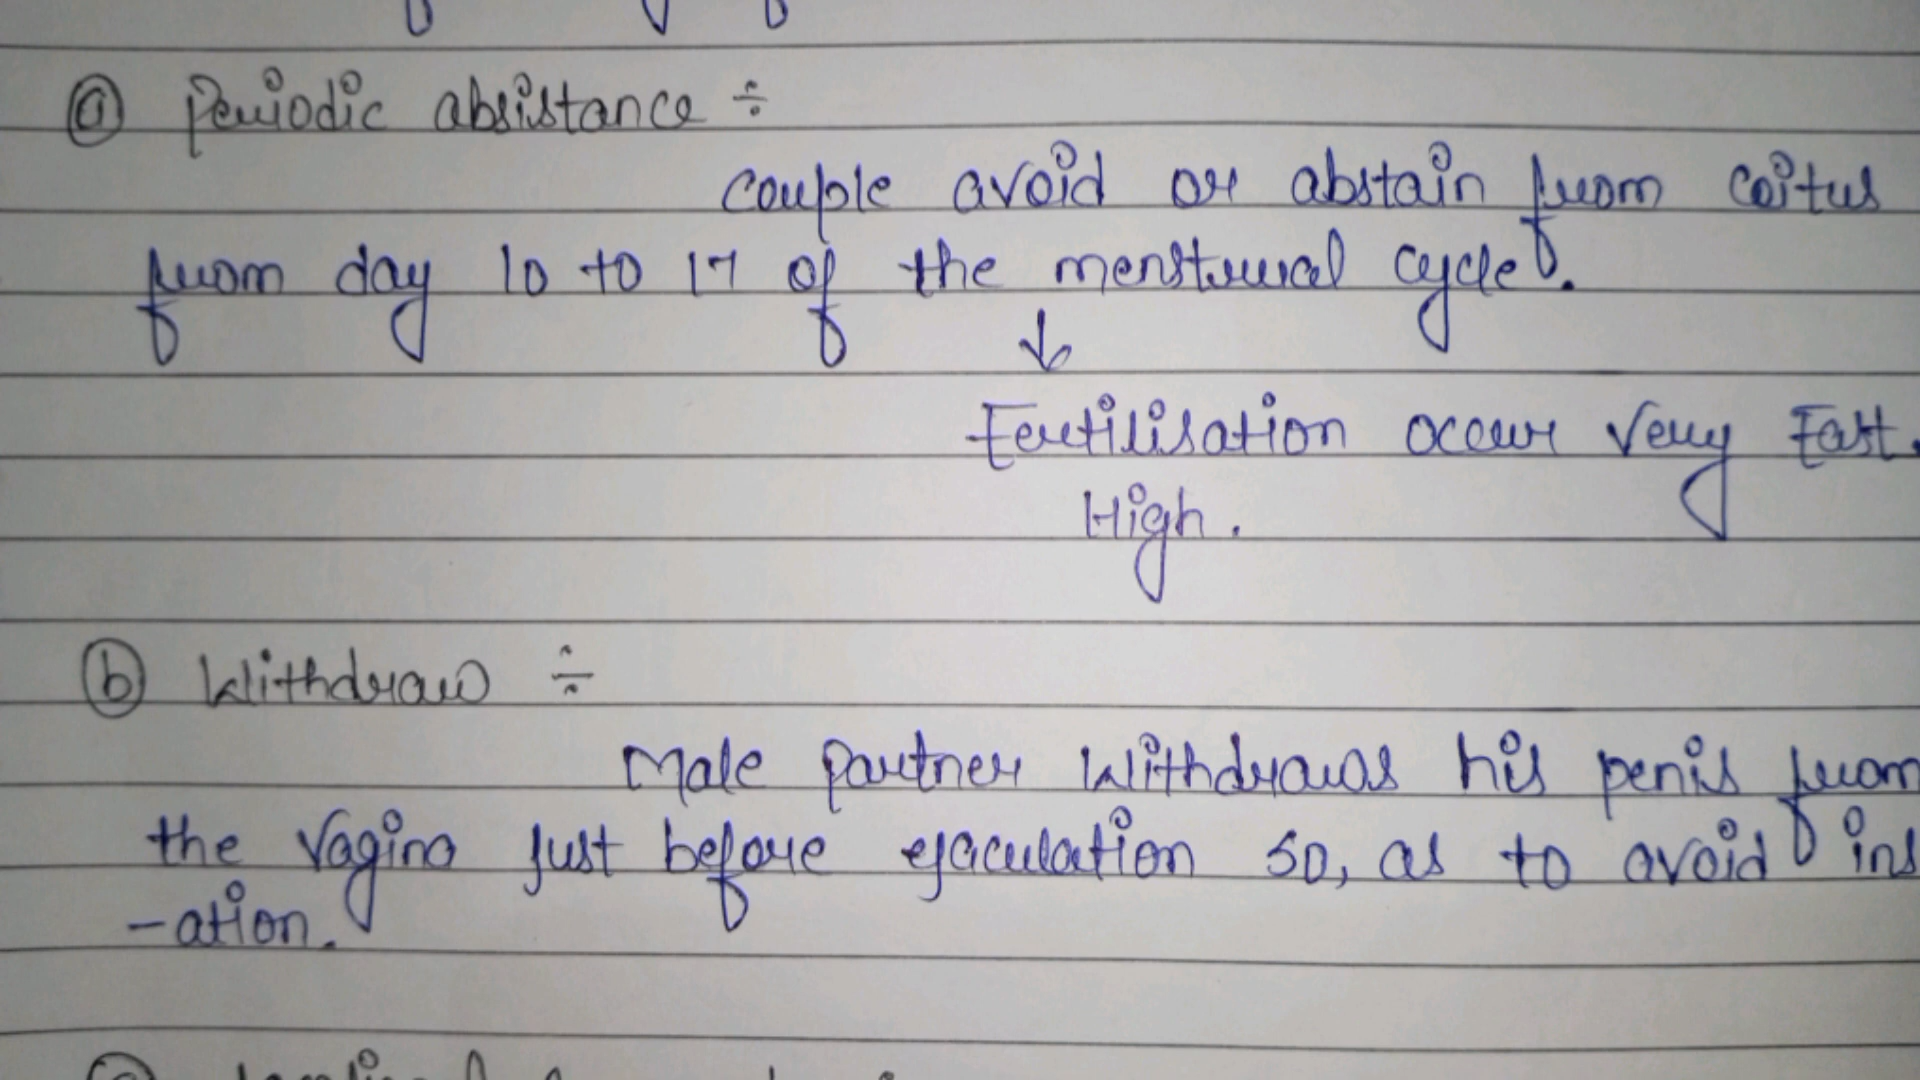 (a) Periodic absistance ÷
couple avoid or abstain from coitus
from day 10 to 17 of the menstrual cycle.
↓
Fertilisation occur very Fast.
High.
(b) Withdraw ÷
Male partner withdraws his penis from
the vagina just before ejaculation so, as to avoid ins
-ation.